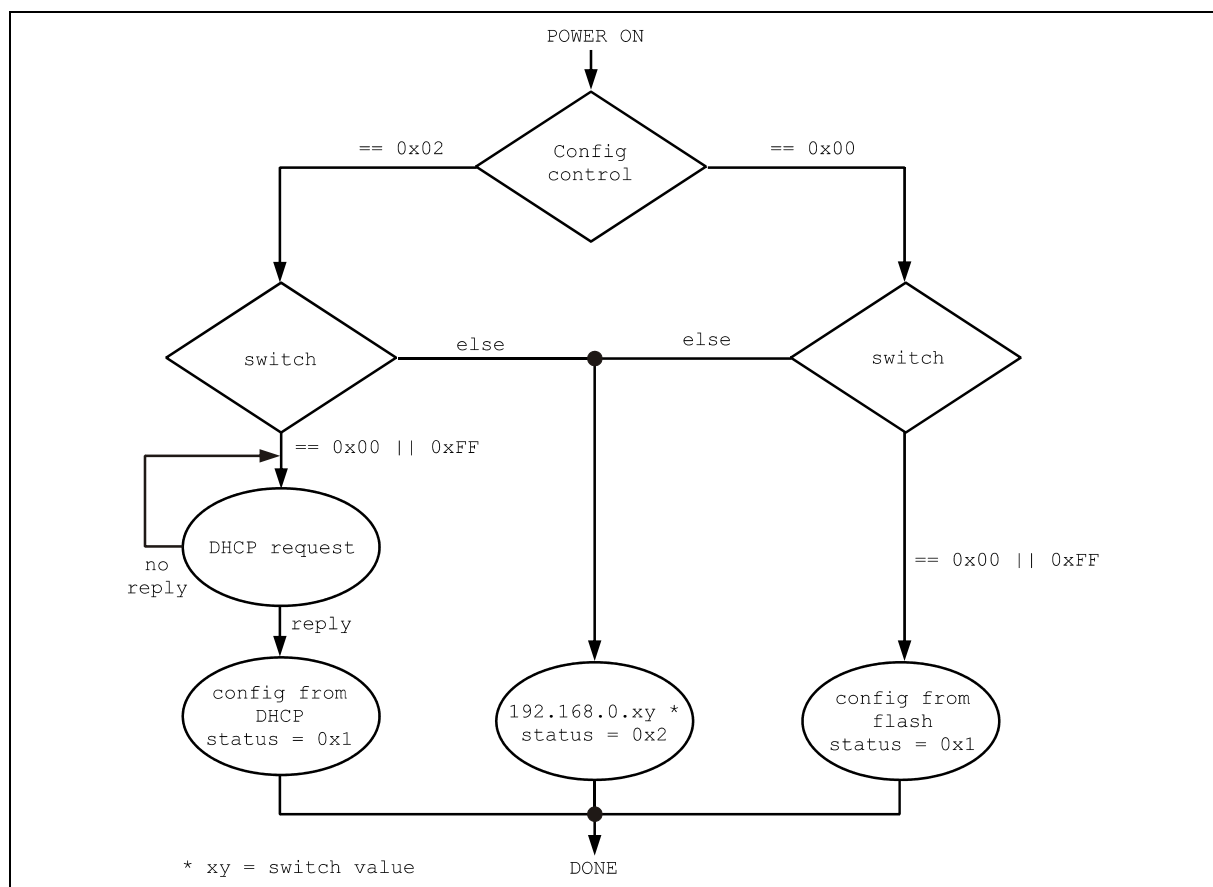 POWER ON
== 0x02
Config
control
== 0x00
switch
else
else
switch
== 0x00 || 0xFF
DHCP request
no
reply
== 0x00 || 0xFF
reply
config from
DHCP
status = 0x1
192.168.0.xy *
status = 0x2
config from
flash
status = 0x1
* xy = switch value
DONE